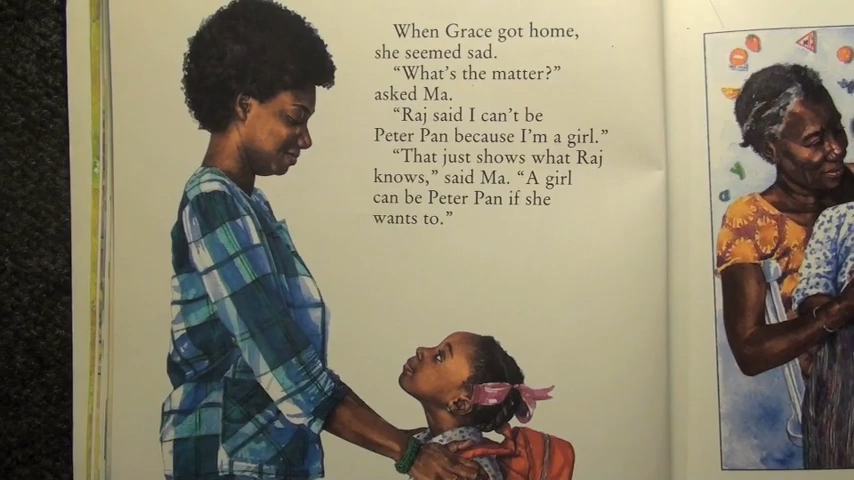 When Grace got home,
she seemed sad.
“What’s the matter?”
asked Ma.
“Raj said I can’t be
Peter Pan because I’m a girl.”
“That just shows what Raj
knows,” said Ma. “A girl
can be Peter Pan if she
wants to.”